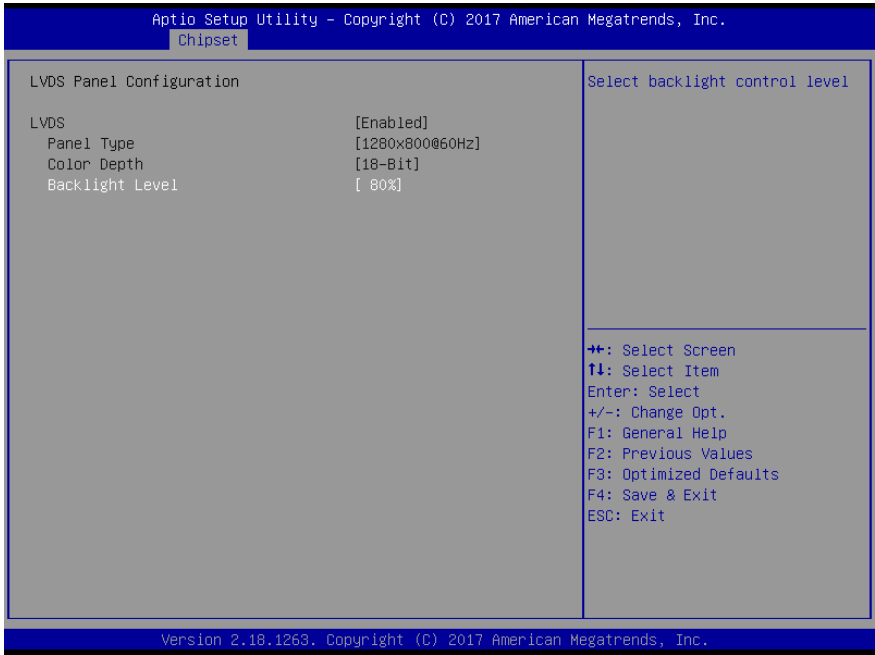 Aptio Setup Utility – Copyright (C) 2017 American Megatrends, Inc.
Chipset
LVDS Panel Configuration
LVDS [Enabled]
Panel Type [1280x800@60Hz]
Color Depth [18-Bit]
Backlight Level [ 80%]
Select backlight control level
→←: Select Screen
↑↓: Select Item
Enter: Select
+/-: Change Opt.
F1: General Help
F2: Previous Values
F3: Optimized Defaults
F4: Save & Exit
ESC: Exit
Version 2.18.1263. Copyright (C) 2017 American Megatrends, Inc.